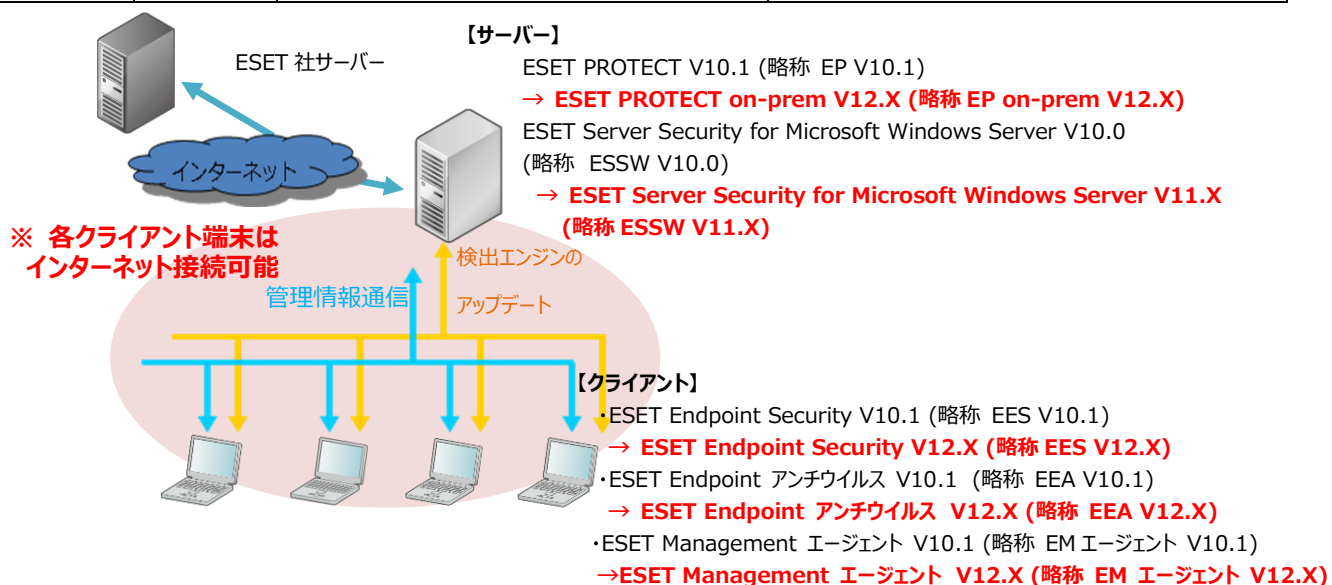 【サーバー】
ESET 社サーバー
ESET PROTECT V10.1 (略称 EP V10.1)
→ ESET PROTECT on-prem V12.X (略称 EP on-prem V12.X)
ESET Server Security for Microsoft Windows Server V10.0
(略称 ESSW V10.0)
インターネット
→ ESET Server Security for Microsoft Windows Server V11.X
(略称 ESSW V11.X)
※ 各クライアント端末は
インターネット接続可能
検出エンジンの
アップデート
管理情報通信
【クライアント】
・ESET Endpoint Security V10.1 (略称 EES V10.1)
→ ESET Endpoint Security V12.X (略称 EES V12.X)
・ESET Endpoint アンチウイルス V10.1 (略称 EEA V10.1)
→ ESET Endpoint アンチウイルス V12.X (略称 EEA V12.X)
・ESET Management エージェント V10.1 (略称 EM エージェント V10.1)
→ESET Management エージェント V12.X (略称 EM エージェント V12.X)